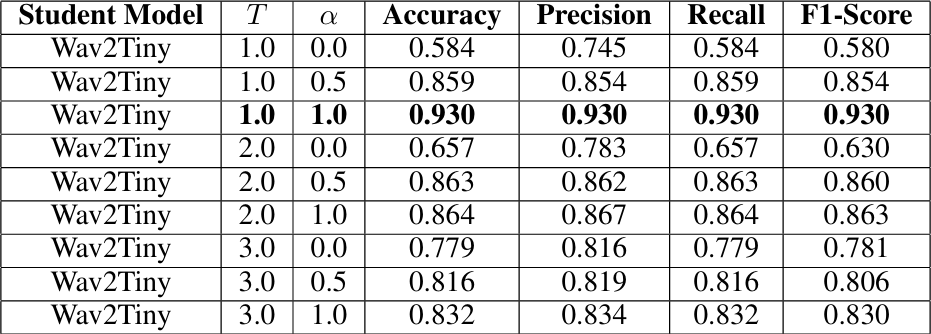 Student Model T α Accuracy Precision Recall F1-Score
Wav2Tiny 1.0 0.0 0.584 0.745 0.584 0.580
Wav2Tiny 1.0 0.5 0.859 0.854 0.859 0.854
Wav2Tiny 1.0 1.0 0.930 0.930 0.930 0.930
Wav2Tiny 2.0 0.0 0.657 0.783 0.657 0.630
Wav2Tiny 2.0 0.5 0.863 0.862 0.863 0.860
Wav2Tiny 2.0 1.0 0.864 0.867 0.864 0.863
Wav2Tiny 3.0 0.0 0.779 0.816 0.779 0.781
Wav2Tiny 3.0 0.5 0.816 0.819 0.816 0.806
Wav2Tiny 3.0 1.0 0.832 0.834 0.832 0.830